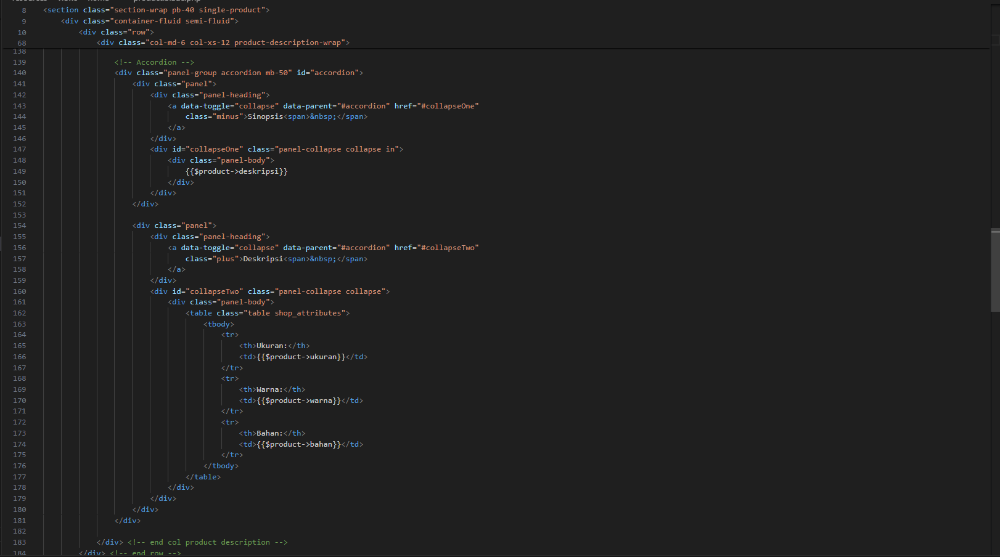 8 <section class="section-wrap pb-40 single-product">
9 <div class="container-fluid semi-fluid">
10 <div class="row">
68 <div class="col-md-6 col-xs-12 product-description-wrap">
138
139 <!-- Accordion -->
140 <div class="panel-group accordion mb-50" id="accordion">
141 <div class="panel">
142 <div class="panel-heading">
143 <a data-toggle="collapse" data-parent="#accordion" href="#collapseOne"
144 class="minus">Sinopsis<span>&nbsp;</span>
145 </a>
146 </div>
147 <div id="collapseOne" class="panel-collapse collapse in">
148 <div class="panel-body">
149 {{$product->deskripsi}}
150 </div>
151 </div>
152 </div>
153
154 <div class="panel">
155 <div class="panel-heading">
156 <a data-toggle="collapse" data-parent="#accordion" href="#collapseTwo"
157 class="plus">Deskripsi<span>&nbsp;</span>
158 </a>
159 </div>
160 <div id="collapseTwo" class="panel-collapse collapse">
161 <div class="panel-body">
162 <table class="table shop_attributes">
163 <tbody>
164 <tr>
165 <th>Ukuran:</th>
166 <td>{{$product->ukuran}}</td>
167 </tr>
168 <tr>
169 <th>Warna:</th>
170 <td>{{$product->warna}}</td>
171 </tr>
172 <tr>
173 <th>Bahan:</th>
174 <td>{{$product->bahan}}</td>
175 </tr>
176 </tbody>
177 </table>
178 </div>
179 </div>
180 </div>
181 </div>
182
183 </div> <!-- end col product description -->
184 </div> <!-- end row -->